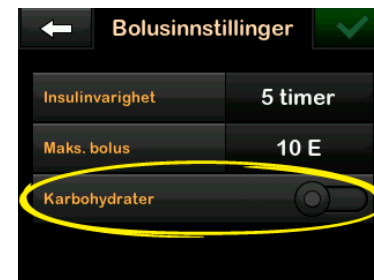 Bolusinnstillinger
Insulinvarighet 5 timer
Maks. bolus 10 E
Karbohydrater